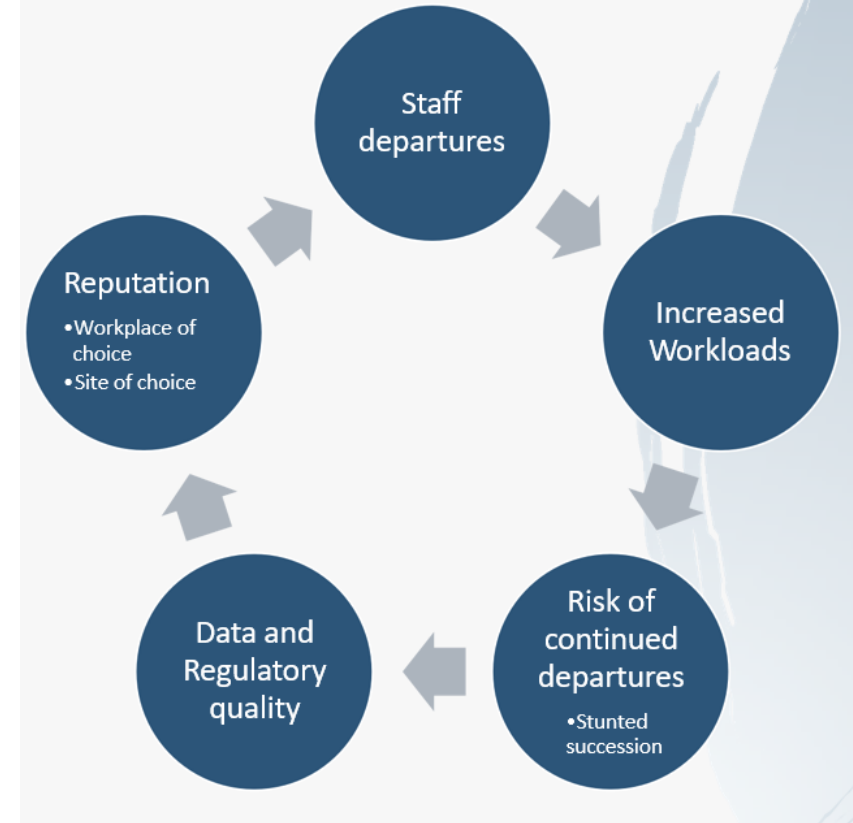 Staff
departures
Increased
Workloads
Risk of
continued
departures
•Stunted
succession
Data and
Regulatory
quality
Reputation
•Workplace of
choice
•Site of choice